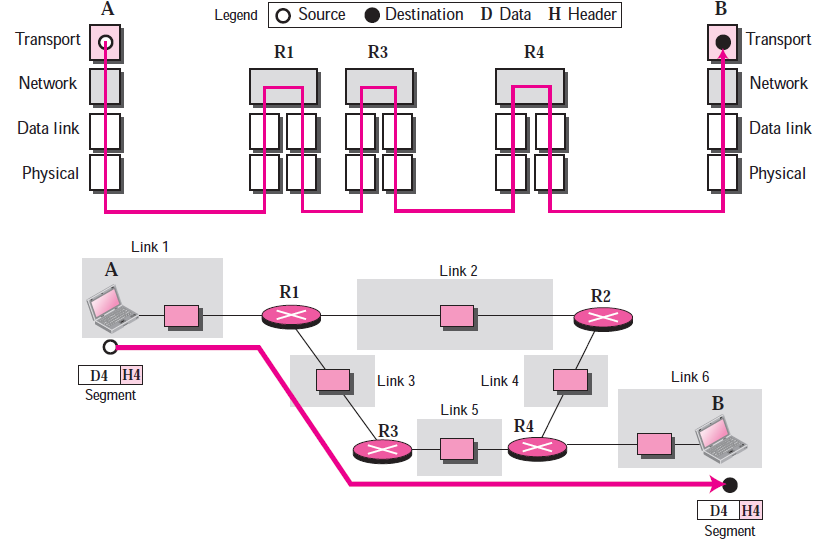 A
Legend Source Destination D Data H Header
B
Transport
R1 R3 R4
Transport
Network
Network
Data link
Data link
Physical
Physical
Link 1
A
Link 2
R1
R2
D4 H4
Segment
Link 3
Link 4
Link 6
Link 5
B
R3
R4
D4 H4
Segment